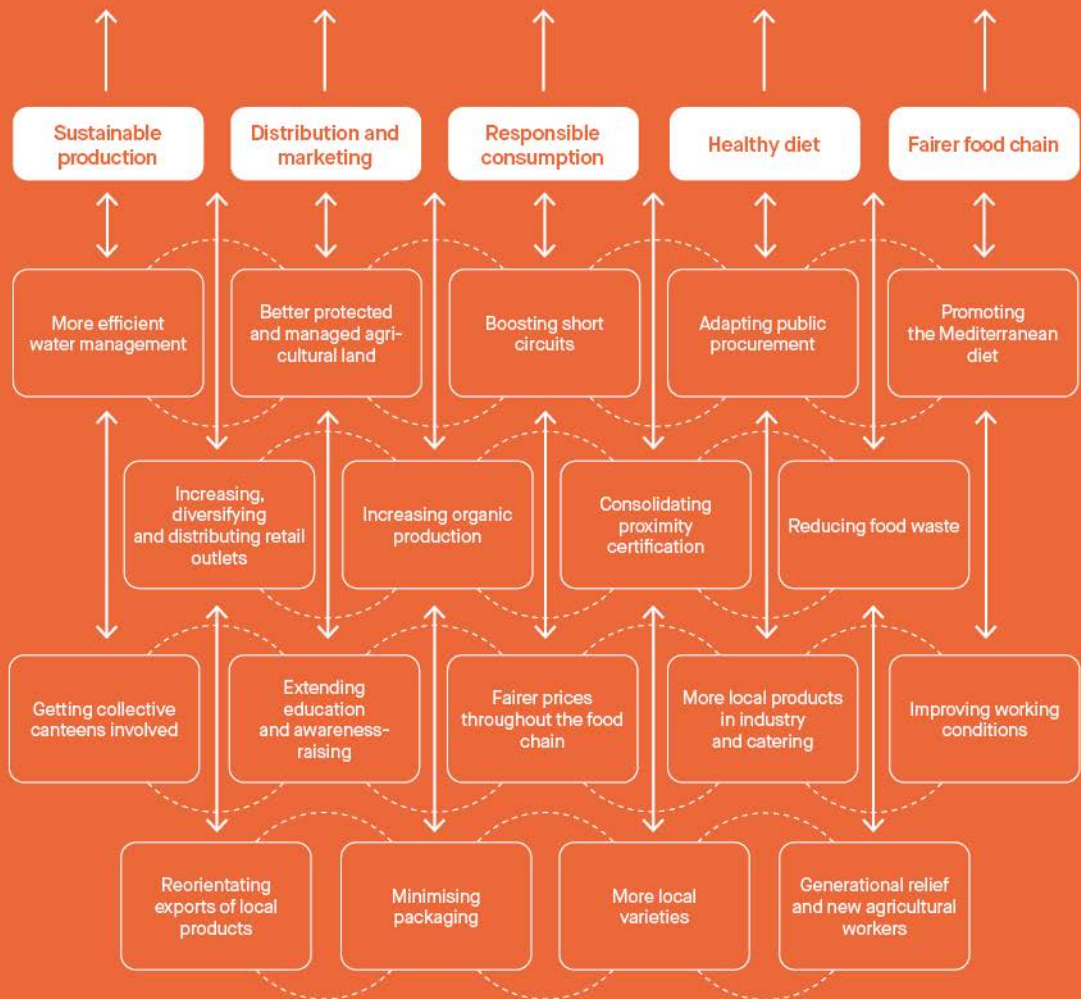 Sustainable
production
Distribution and
marketing
Responsible
consumption
Healthy diet
Fairer food chain
More efficient
water management
Better protected
and managed agri-
cultural land
Boosting short
circuits
Adapting public
procurement
Promoting
the Mediterranean
diet
Increasing,
diversifying
and distributing retail
outlets
Increasing organic
production
Consolidating
proximity
certification
Reducing food waste
Getting collective
canteens involved
Extending
education
and awareness-
raising
Fairer prices
throughout the food
chain
More local products
in industry
and catering
Improving working
conditions
Reorientating
exports of local
products
Minimising
packaging
More local
varieties
Generational relief
and new agricultural
workers